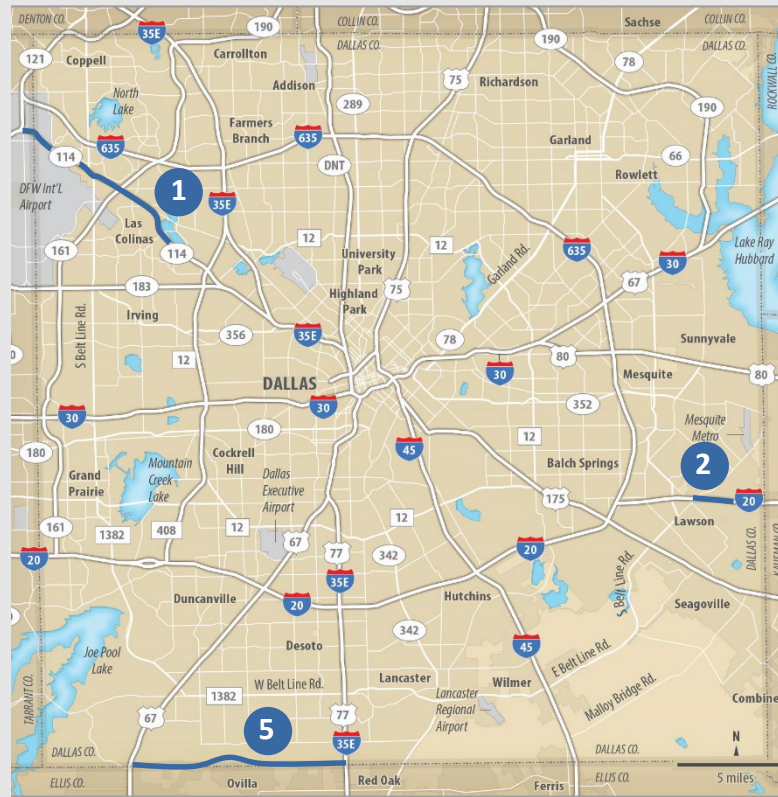 DENTON CO.
COLLIN CO.
DALLAS CO.
Sachse
COLLIN CO.
DALLAS CO.
35E
190
190
121
Coppell
Carrollton
78
75
Richardson
ROCKWALL CO.
Addison
North
Lake
289
190
Farmers
Branch
635
635
Garland
635
114
DNT
66
Rowlett
DFW Int'l.
Airport
1
35E
Las
Colinas
12
12
161
114
University
Park
Garland Rd.
635
Lake Ray
Hubbard
30
183
75
67
Highland
Park
Irving
S Belt Line Rd.
356
35E
78
Sunnyvale
12
80
DALLAS
30
Mesquite
80
30
30
352
180
Mesquite
Metro
180
Cockrell
Hill
45
12
Grand
Prairie
Mountain
Creek
Lake
Balch Springs
2
Dallas
Executive
Airport
175
20
161
1382
408
12
67
12
Lawson
DALLAS CO.
20
77
342
20
35E
S Belt Line Rd.
Duncanville
20
Hutchins
Seagoville
342
Desoto
45
Joe Pool
Lake
E Belt Line Rd.
Lancaster
Wilmer
1382
W Belt Line Rd.
Malloy Bridge Rd.
TARRANT CO.
67
77
Lancaster
Regional
Airport
Combine
5
35E
N
DALLAS CO.
DALLAS CO.
ELLIS CO.
Ovilla
Red Oak
Ferris
ELLIS CO.
5 miles